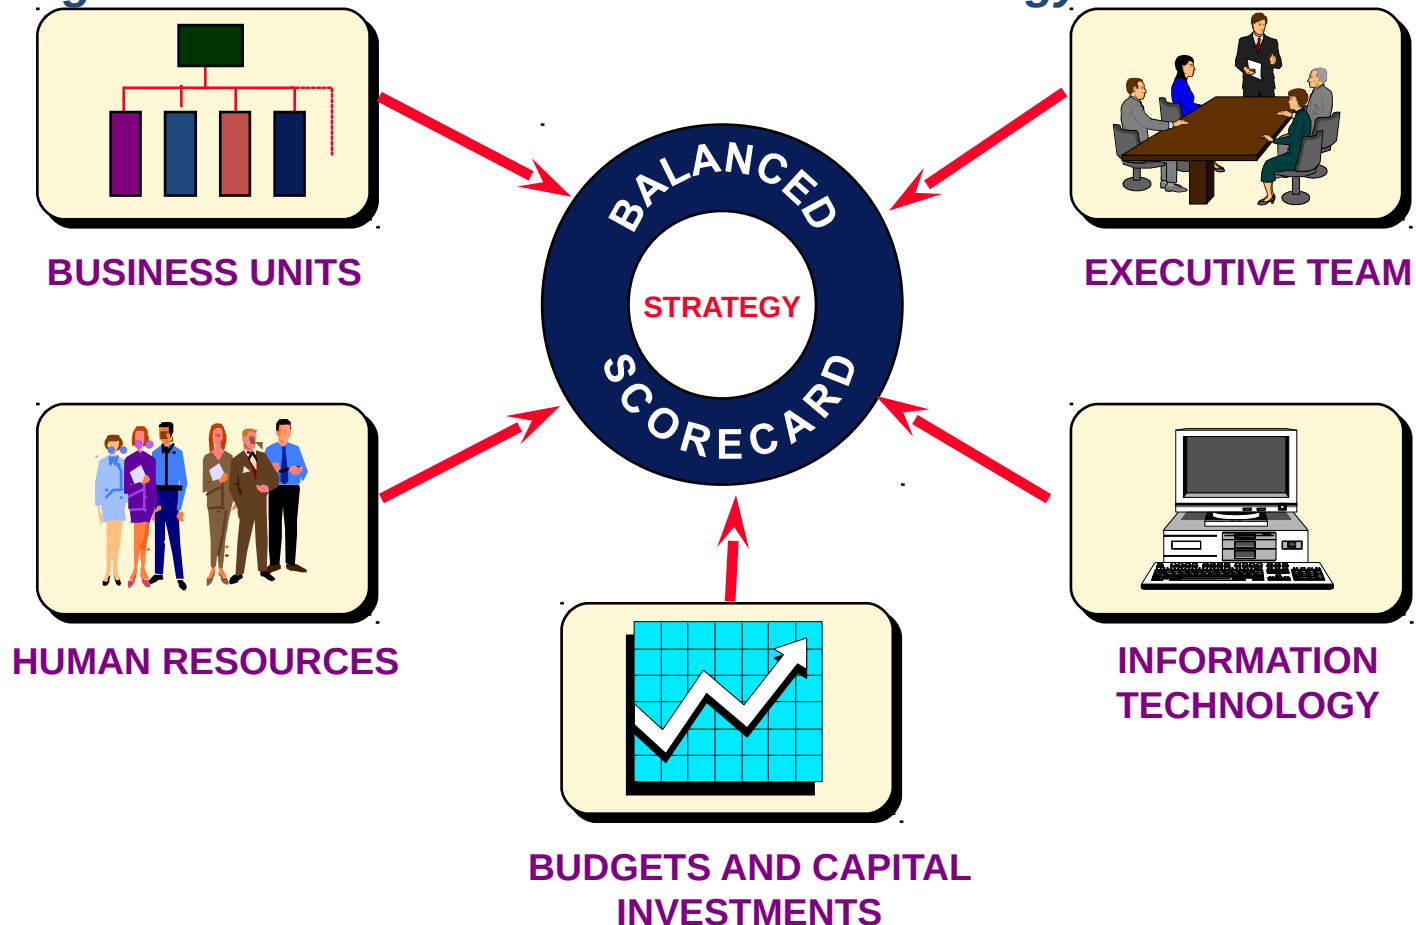 BALANCED
BUSINESS UNITS
EXECUTIVE TEAM
STRATEGY
SCORECARD
HUMAN RESOURCES
INFORMATION
TECHNOLOGY
BUDGETS AND CAPITAL
INVESTMENTS